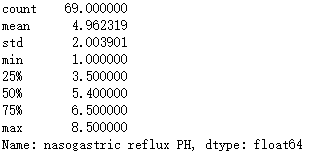 count    69.000000
mean      4.962319
std       2.003901
min       1.000000
25%       3.500000
50%       5.400000
75%       6.500000
max       8.500000
Name: nasogastric reflux PH, dtype: float64